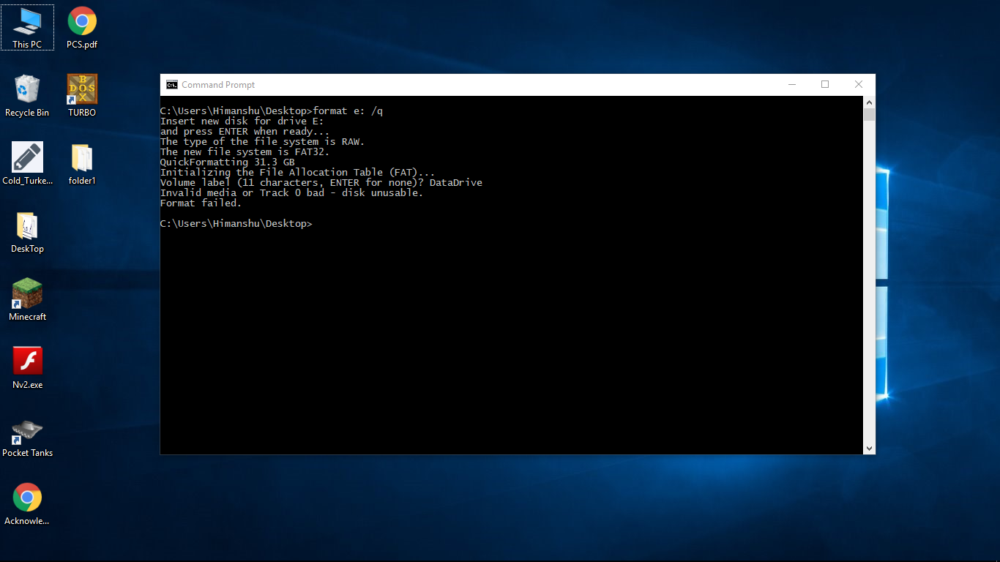 This PC
PCS.pdf
Recycle Bin
BOX
DOS
TURBO
Cold_Turke...
folder1
DeskTop
Minecraft
Nv2.exe
Pocket Tanks
Acknowle...
C:\.
Command Prompt
C:\Users\Himanshu\Desktop>format e: /q
Insert new disk for drive E:
and press ENTER when ready...
The type of the file system is RAW.
The new file system is FAT32.
QuickFormatting 31.3 GB
Initializing the File Allocation Table (FAT)...
Volume label (11 characters, ENTER for none)? DataDrive
Invalid media or Track 0 bad - disk unusable.
Format failed.
C:\Users\Himanshu\Desktop>